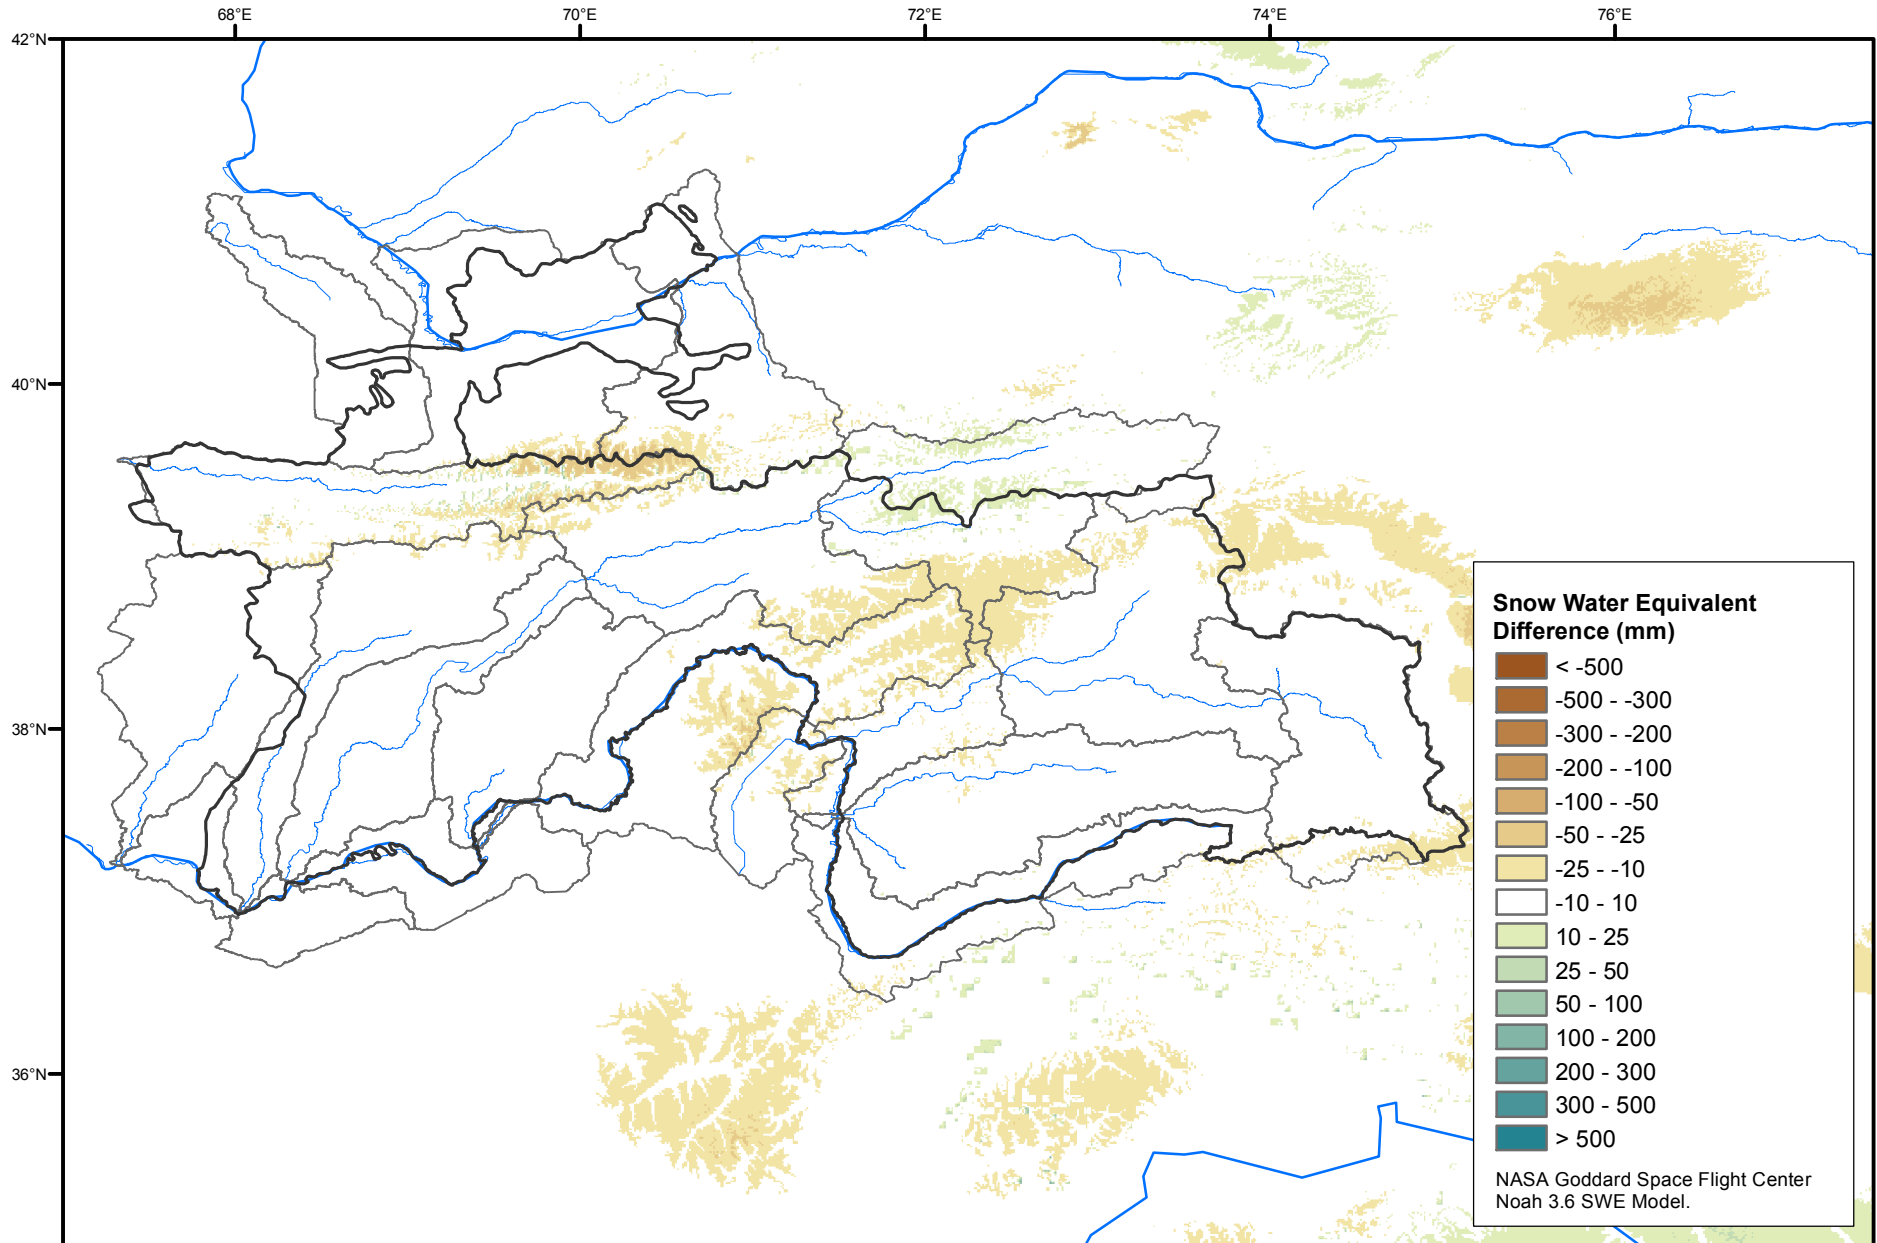 68°E
70°E
72°E
74°E
76°E
42°N
40°N
38°N
36°N
Snow Water Equivalent
Difference (mm)
< -500
-500 - -300
-300 - -200
-200 - -100
-100 - -50
-50 - -25
-25 - -10
-10 - 10
10 - 25
25 - 50
50 - 100
100 - 200
200 - 300
300 - 500
> 500
NASA Goddard Space Flight Center
Noah 3.6 SWE Model.